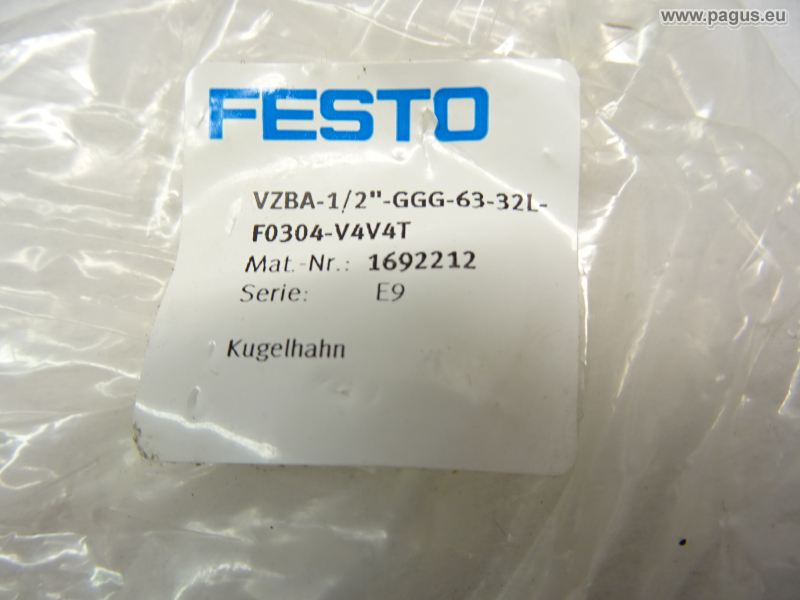 www.pagus.eu
FESTO
VZBA-1/2"-GGG-63-32L-
F0304-V4V4T
Mat.-Nr.: 1692212
Serie: E9
Kugelhahn